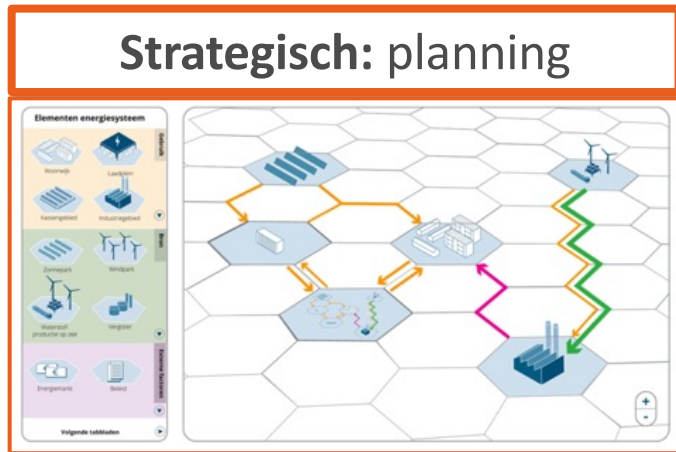 Strategisch: planning
Elementen energiesysteem
Gebruik
Woonwijk
Laadplein
Kassengebied
Industriegebied
Bron
Zonnepark
Windpark
Waterstof-
productie op zee
Vergister
Externe factoren
Energiemarkt
Beleid
Volgende tabbladen
+
-